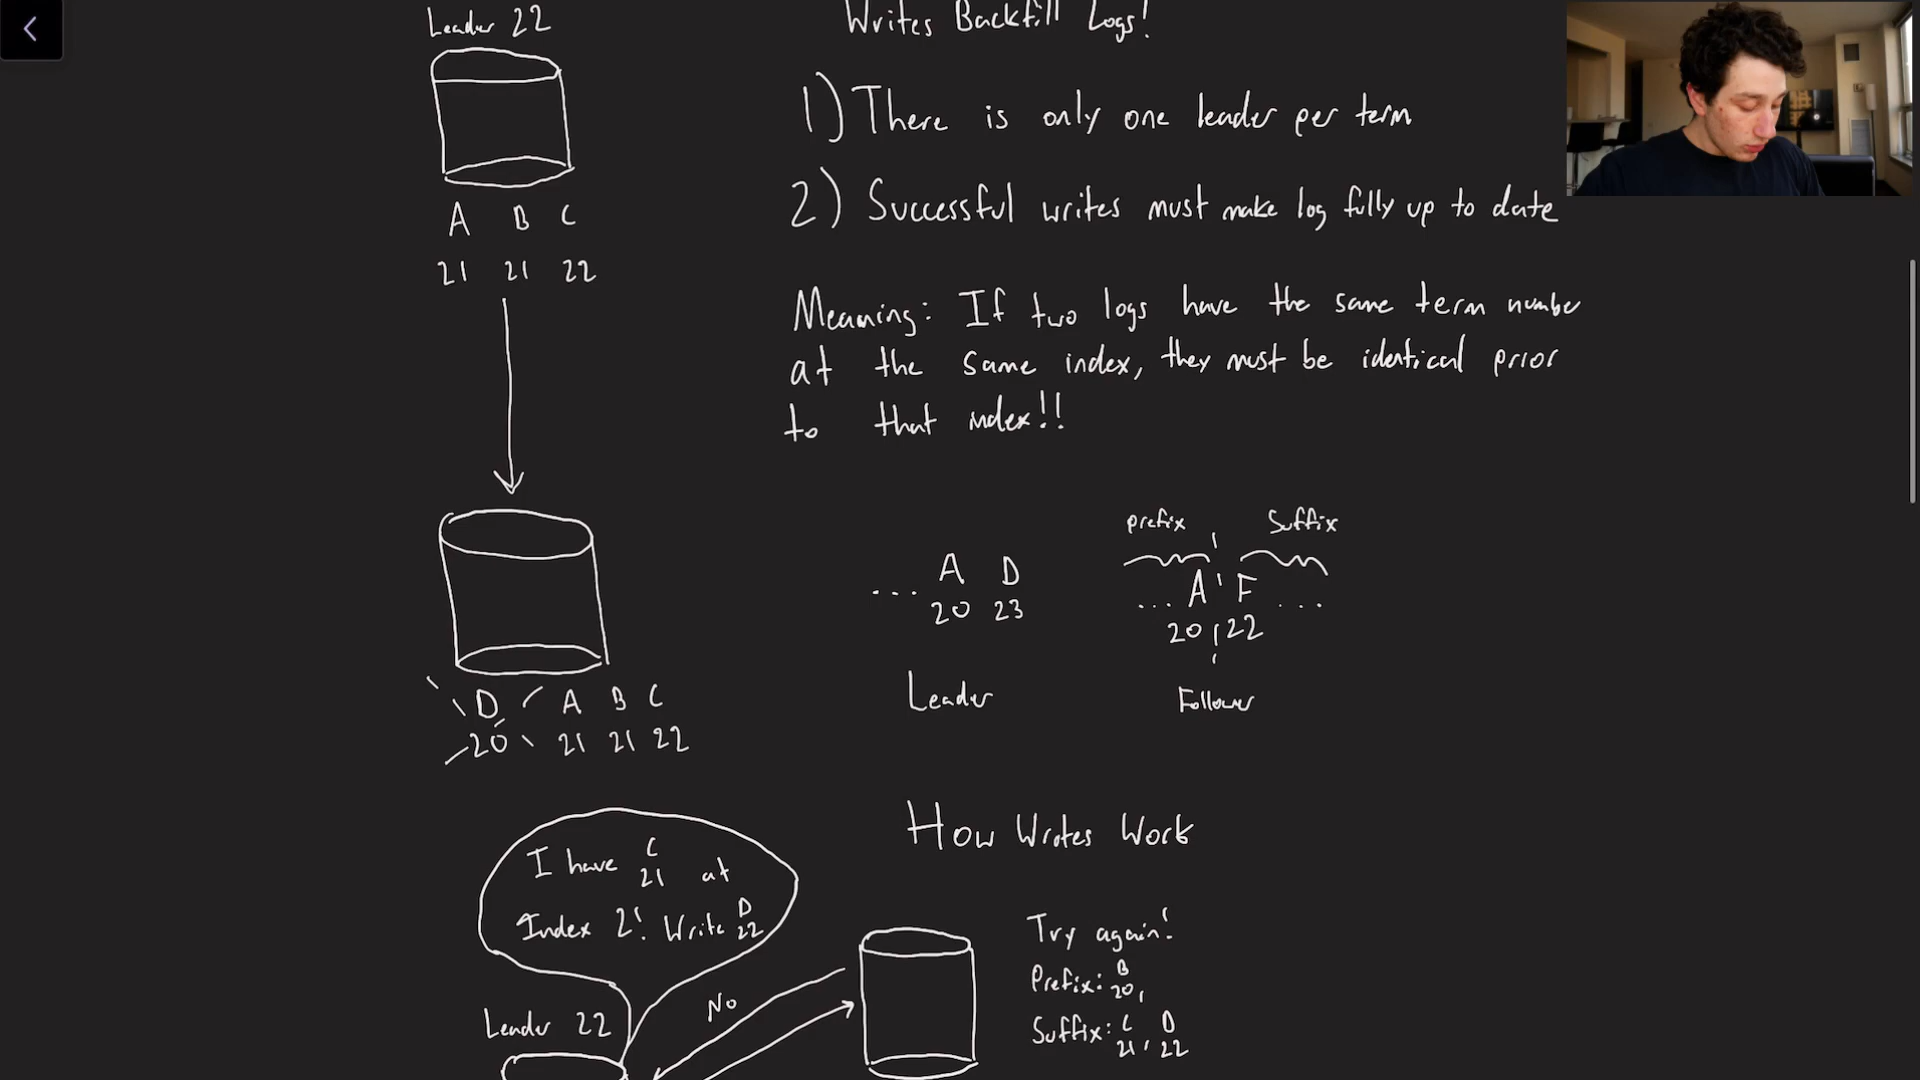 Leader 22
A B C
21 21 22
Writes Backfill Logs!
1) There is only one leader per term
2) Successful writes must make log fully up to date
Meaning: If two logs have the same term number
at the same index, they must be identical prior
to that index!!
D A B C
20 21 21 22
... A D
20 23
Leader
prefix suffix
... A F ...
20 22
Follower
How Writes Work
I have C
21 at
Index 2! Write D
22
Leader 22
No
Try again!
Prefix: B
20,
Suffix: C D
21, 22